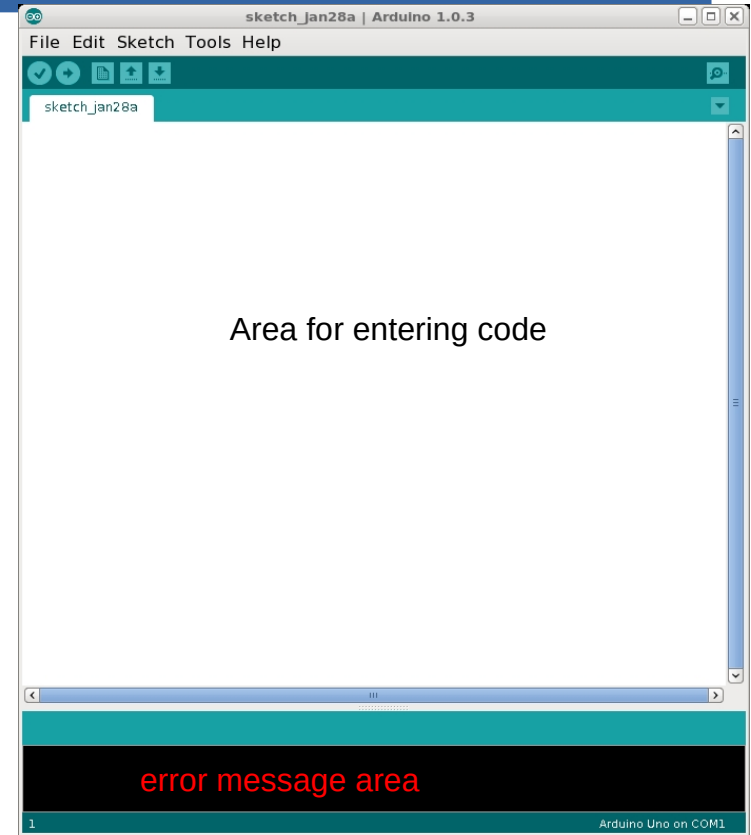 sketch_jan28a | Arduino 1.0.3
File Edit Sketch Tools Help
sketch_jan28a
Area for entering code
error message area
1 Arduino Uno on COM1